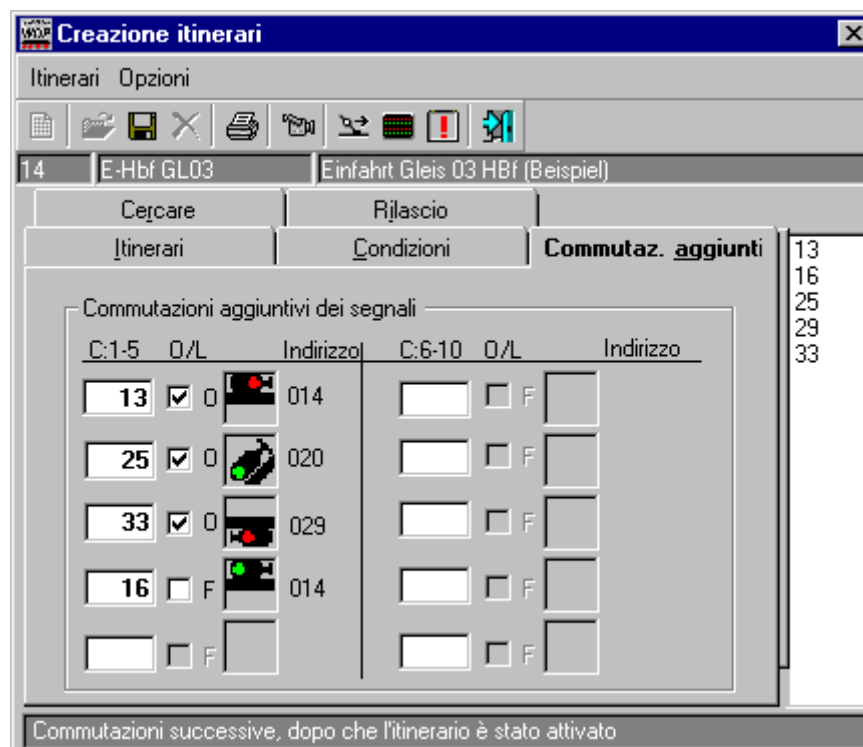 Creazione itinerari
Itinerari Opzioni
14 E-Hbf GL03 Einfahrt Gleis 03 HBf (Beispiel)
Cercare Rilascio
Itinerari Condizioni Commutaz. aggiunti
Commutazioni aggiuntivi dei segnali
C:1-5 O/L Indirizzo C:6-10 O/L Indirizzo
13 O 014 F
25 O 020 F
33 O 029 F
16 F 014 F
F F
13
16
25
29
33
Commutazioni successive, dopo che l'itinerario è stato attivato